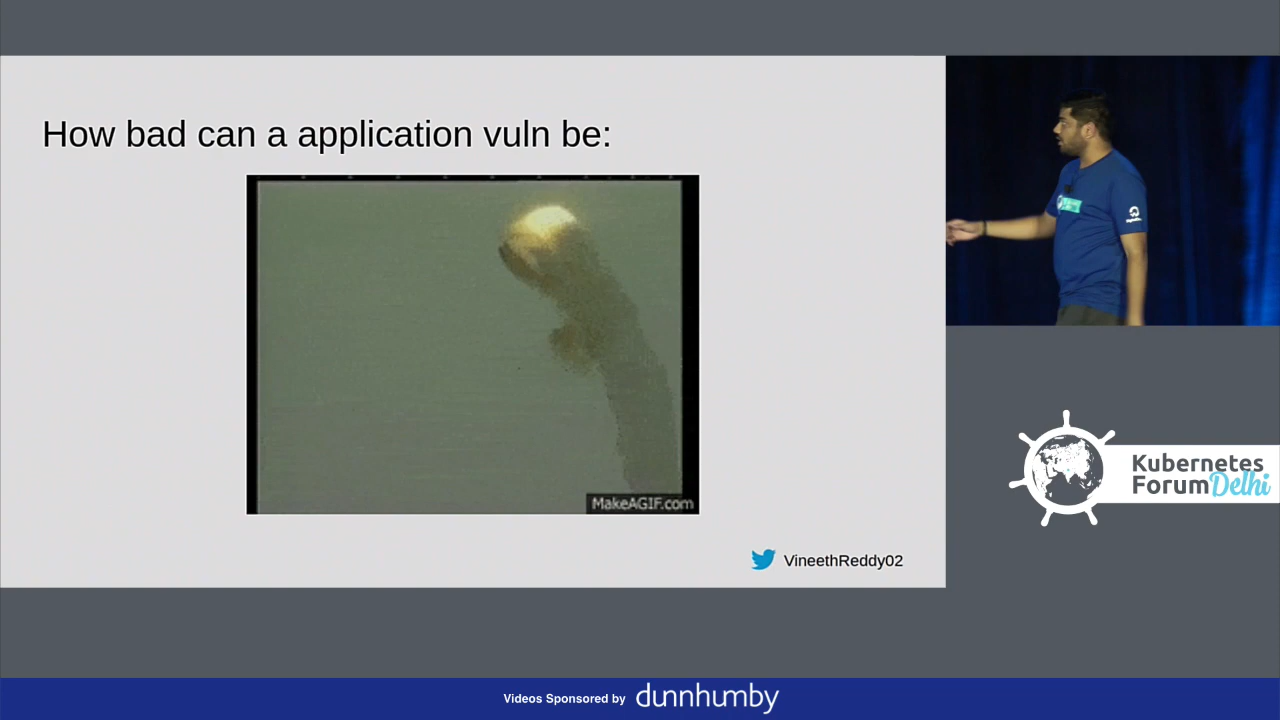 How bad can a application vuln be:
MakeAGIF.com
VineethReddy02
Kubernetes
Forum Delhi
Videos Sponsored by dunnhumby